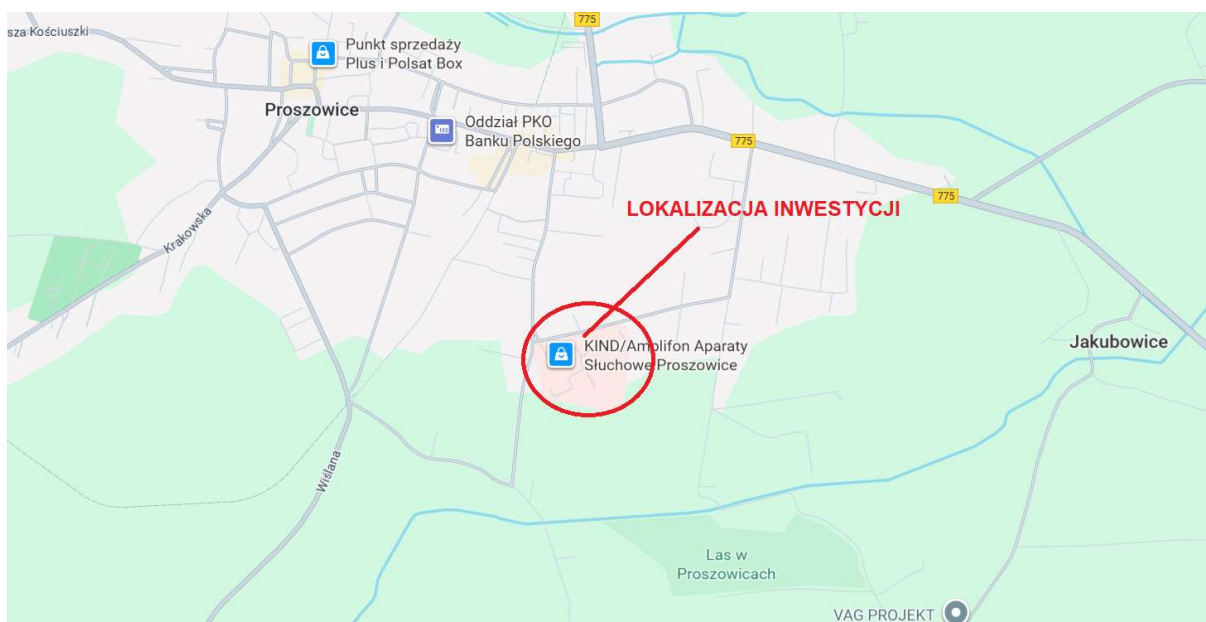 775
sza Kościuszki
Punkt sprzedaży
Plus i Polsat Box
Proszowice
Oddział PKO
Banku Polskiego
775
775
LOKALIZACJA INWESTYCJI
Krakowska
KIND/Amplifon Aparaty
Słuchowe Proszowice
Jakubowice
Wiślana
Las w
Proszowicach
VAG PROJEKT